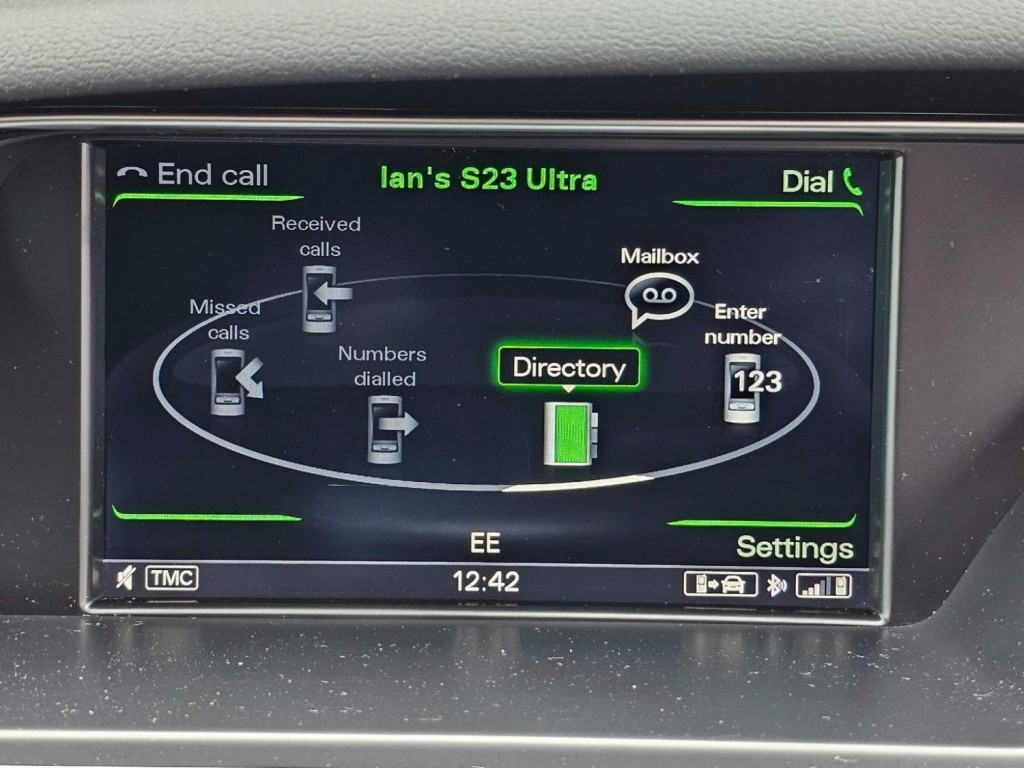 End call
Ian's S23 Ultra
Dial
Received
calls
Mailbox
Missed
calls
Enter
number
Numbers
dialled
Directory
123
EE
Settings
TMC
12:42